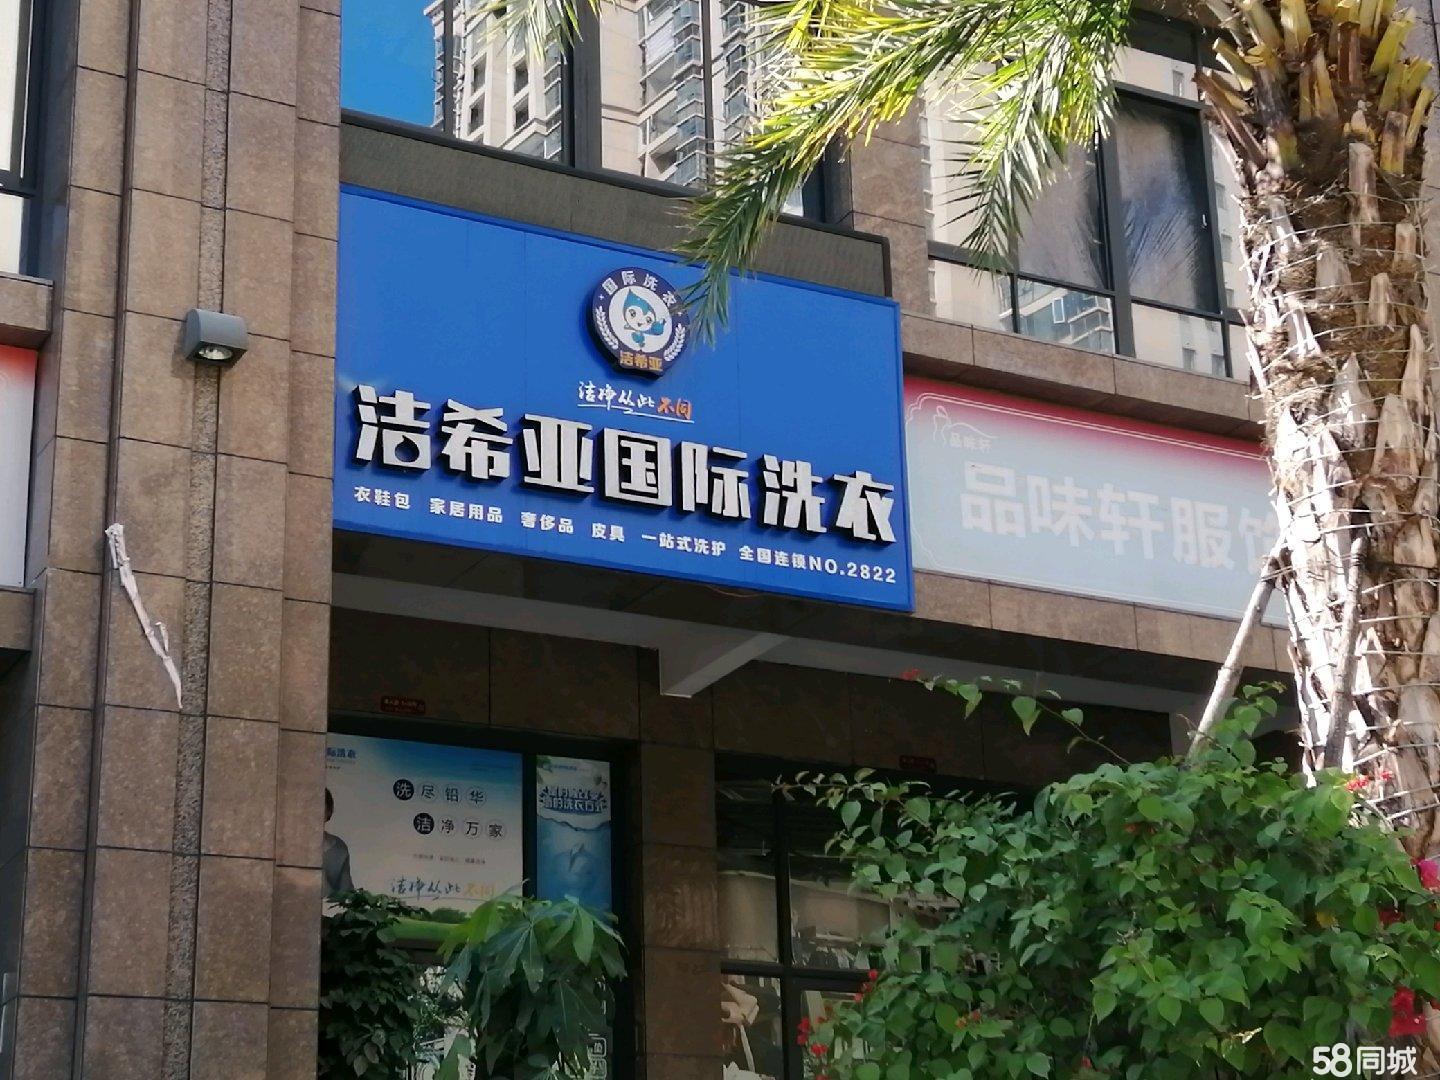 国际洗衣
洁希亚
洁净从此不同
洁希亚国际洗衣
衣鞋包 家居用品 奢侈品 皮具 一站式洗护 全国连锁NO.2822
品味轩
品味轩服饰
际洗衣
洗尽铅华
洁净万家
洁净从此不同
58同城